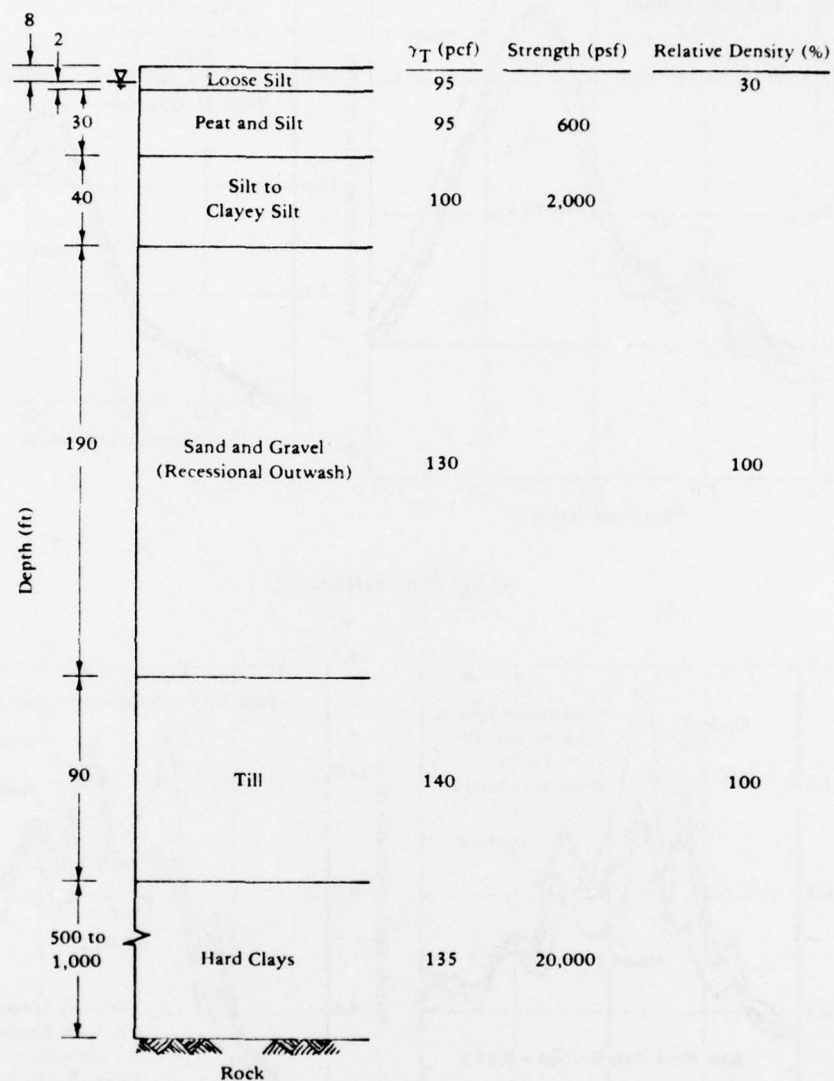 8
2
γT (pcf) Strength (psf) Relative Density (%)
Loose Silt 95 30
30 Peat and Silt 95 600
40 Silt to
Clayey Silt 100 2,000
190 Sand and Gravel
(Recessional Outwash) 130 100
Depth (ft)
90 Till 140 100
500 to
1,000 Hard Clays 135 20,000
Rock